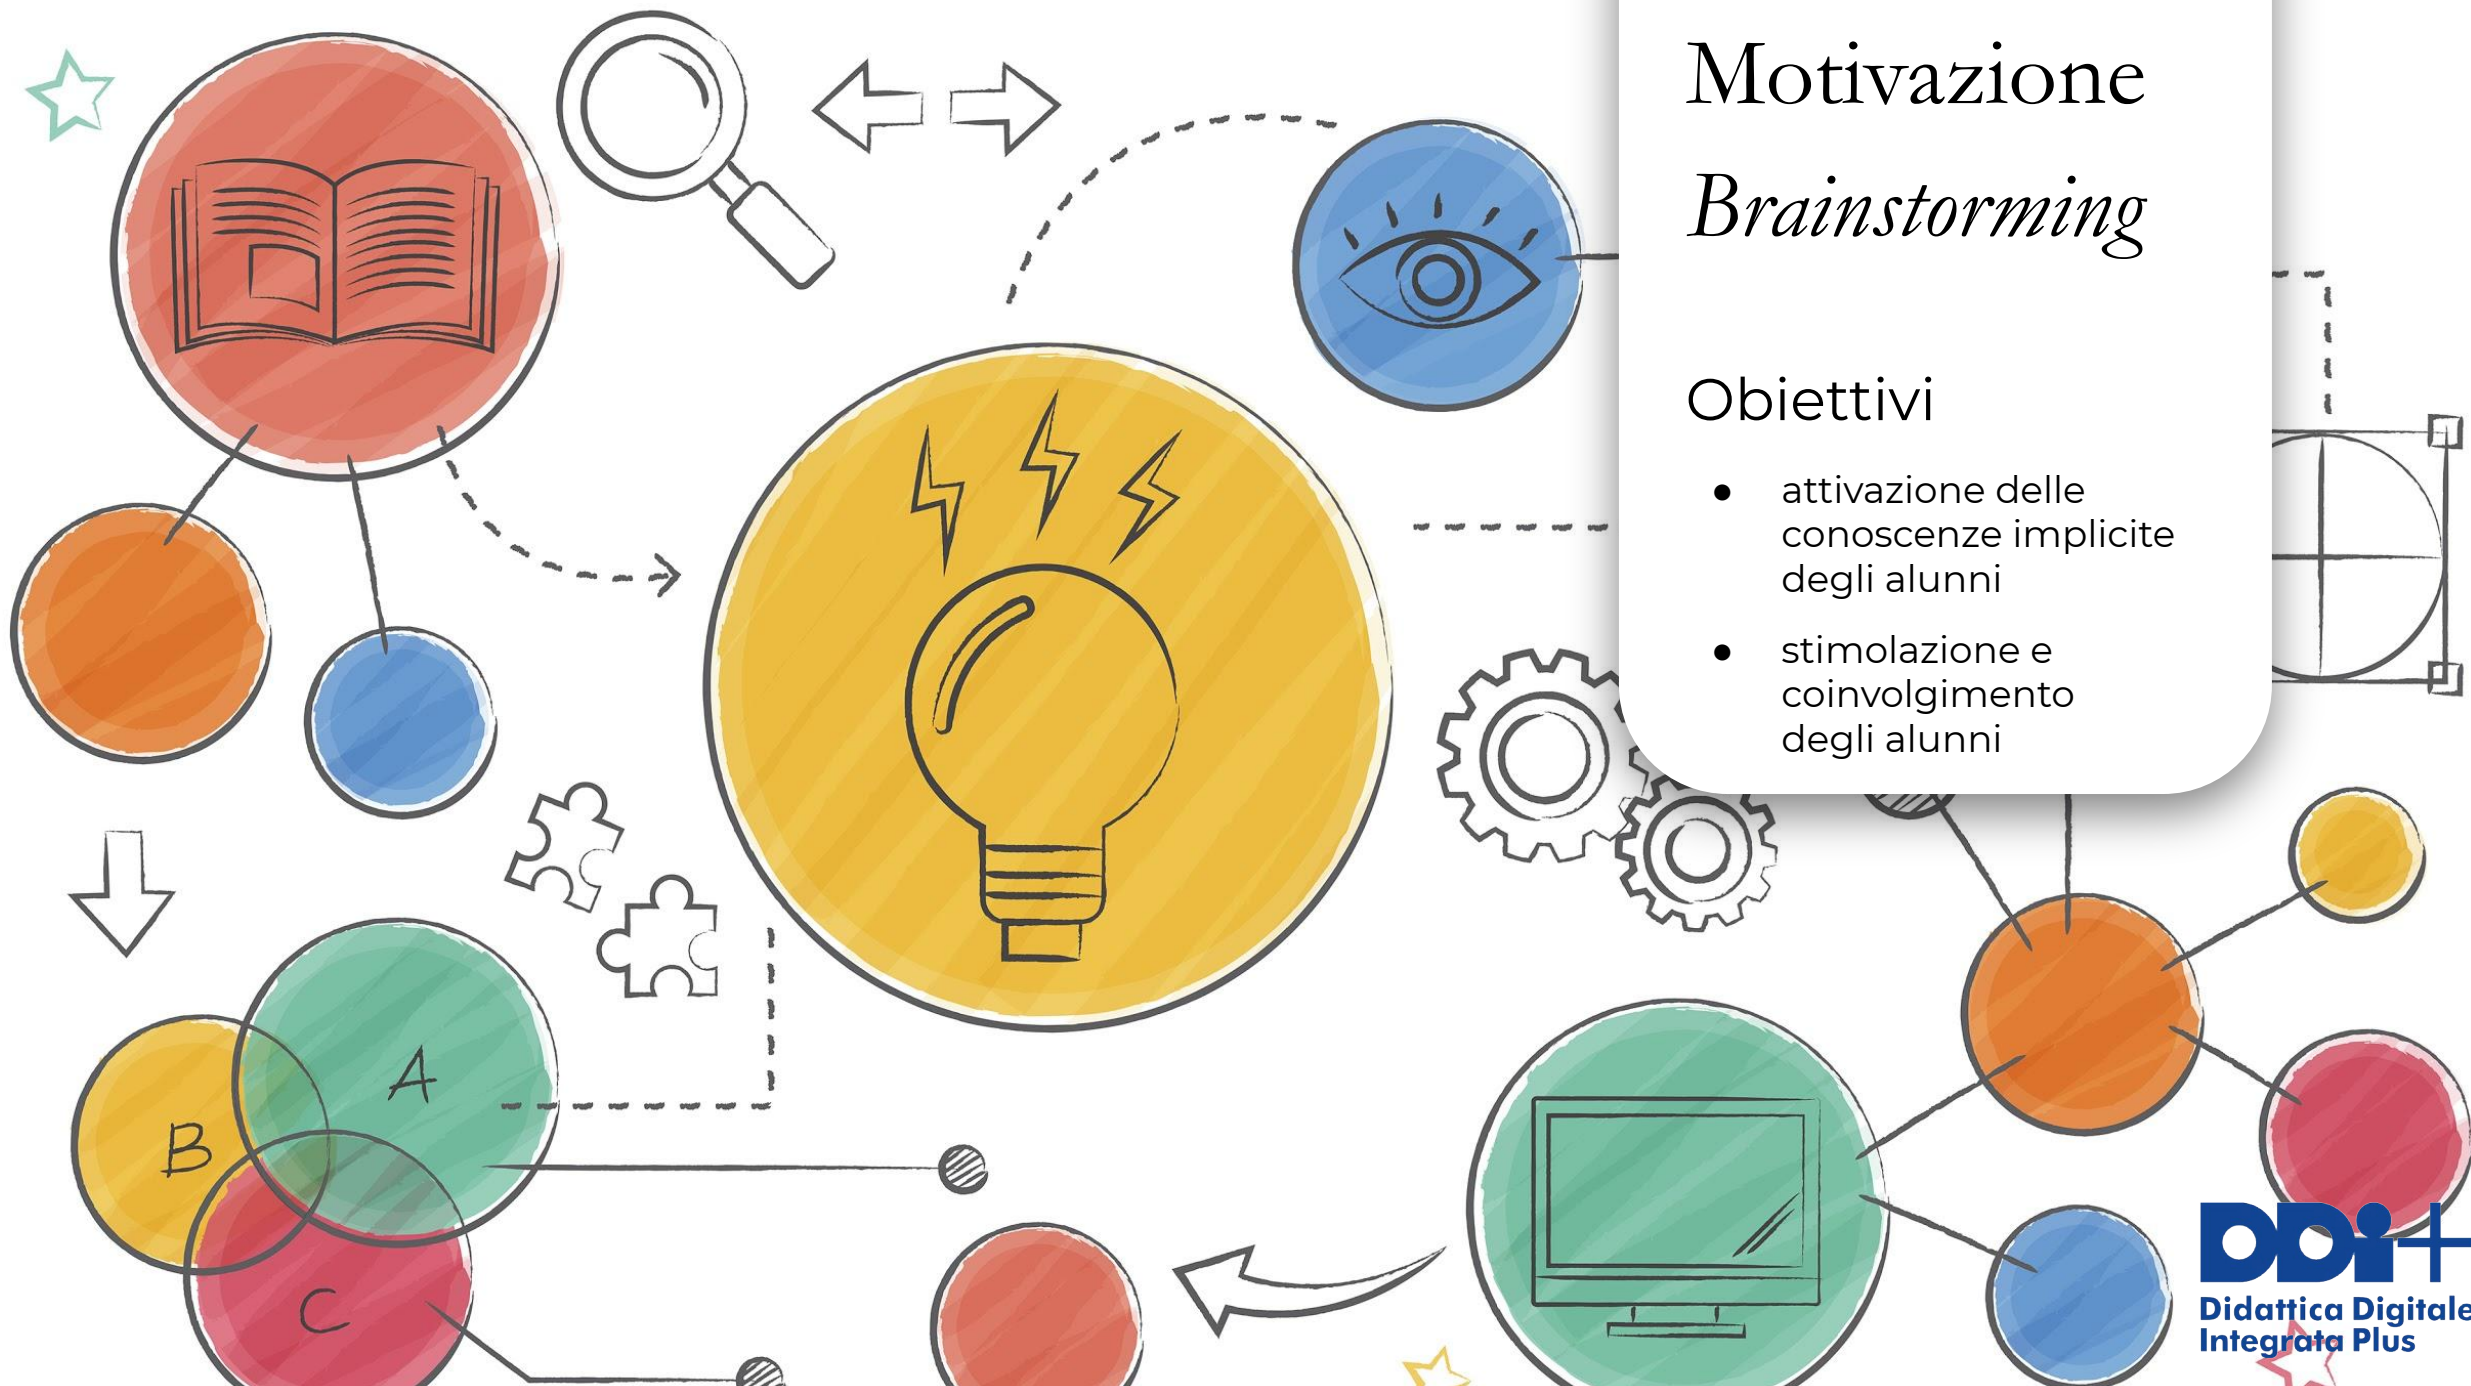 Motivazione
Brainstorming
Obiettivi
● attivazione delle
conoscenze implicite
degli alunni
● stimolazione e
coinvolgimento
degli alunni
A
B
C
DDi+
Didattica Digitale
Integrata Plus